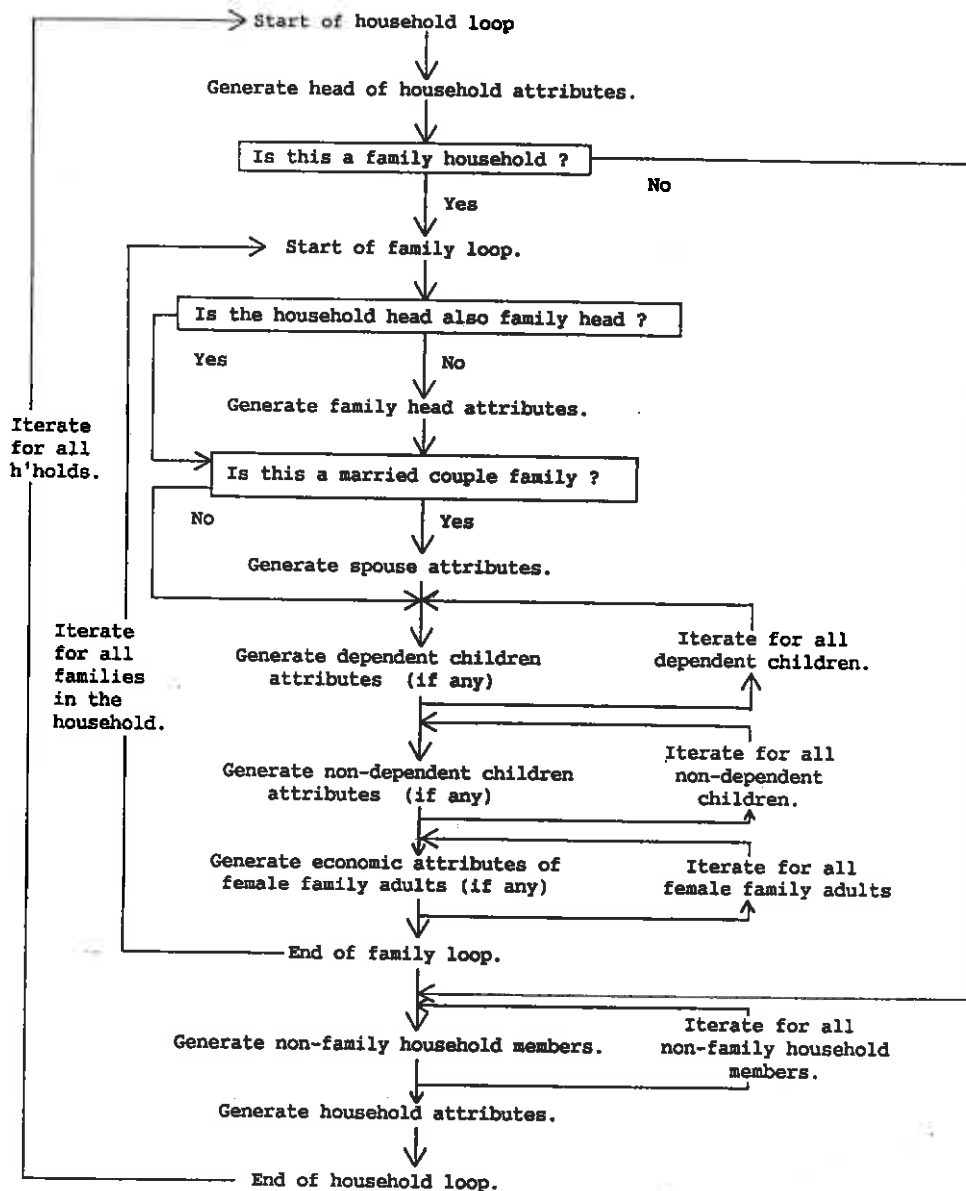 Start of household loop
Generate head of household attributes.
Is this a family household ?
No
Yes
Start of family loop.
Is the household head also family head ?
Yes
No
Generate family head attributes.
Iterate
for all
h'holds.
Is this a married couple family ?
No
Yes
Generate spouse attributes.
Iterate
for all
families
in the
household.
Generate dependent children
attributes (if any)
Iterate for all
dependent children.
Generate non-dependent children
attributes (if any)
Iterate for all
non-dependent
children.
Generate economic attributes of
female family adults (if any)
Iterate for all
female family adults
End of family loop.
Generate non-family household members.
Iterate for all
non-family household
members.
Generate household attributes.
End of household loop.